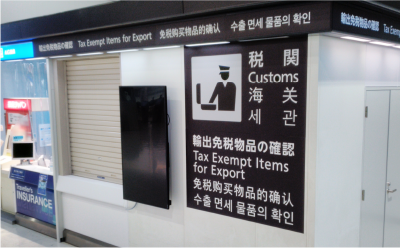 輸出免税物品の確認 Tax Exempt Items for Export 免税购买物品的确认 수출 면세 물품의 확인
税関
Customs
海关
세관
輸出免税物品の確認
Tax Exempt Items
for Export
免税购买物品的确认
수출 면세 물품의 확인
Traveler's
INSURANCE